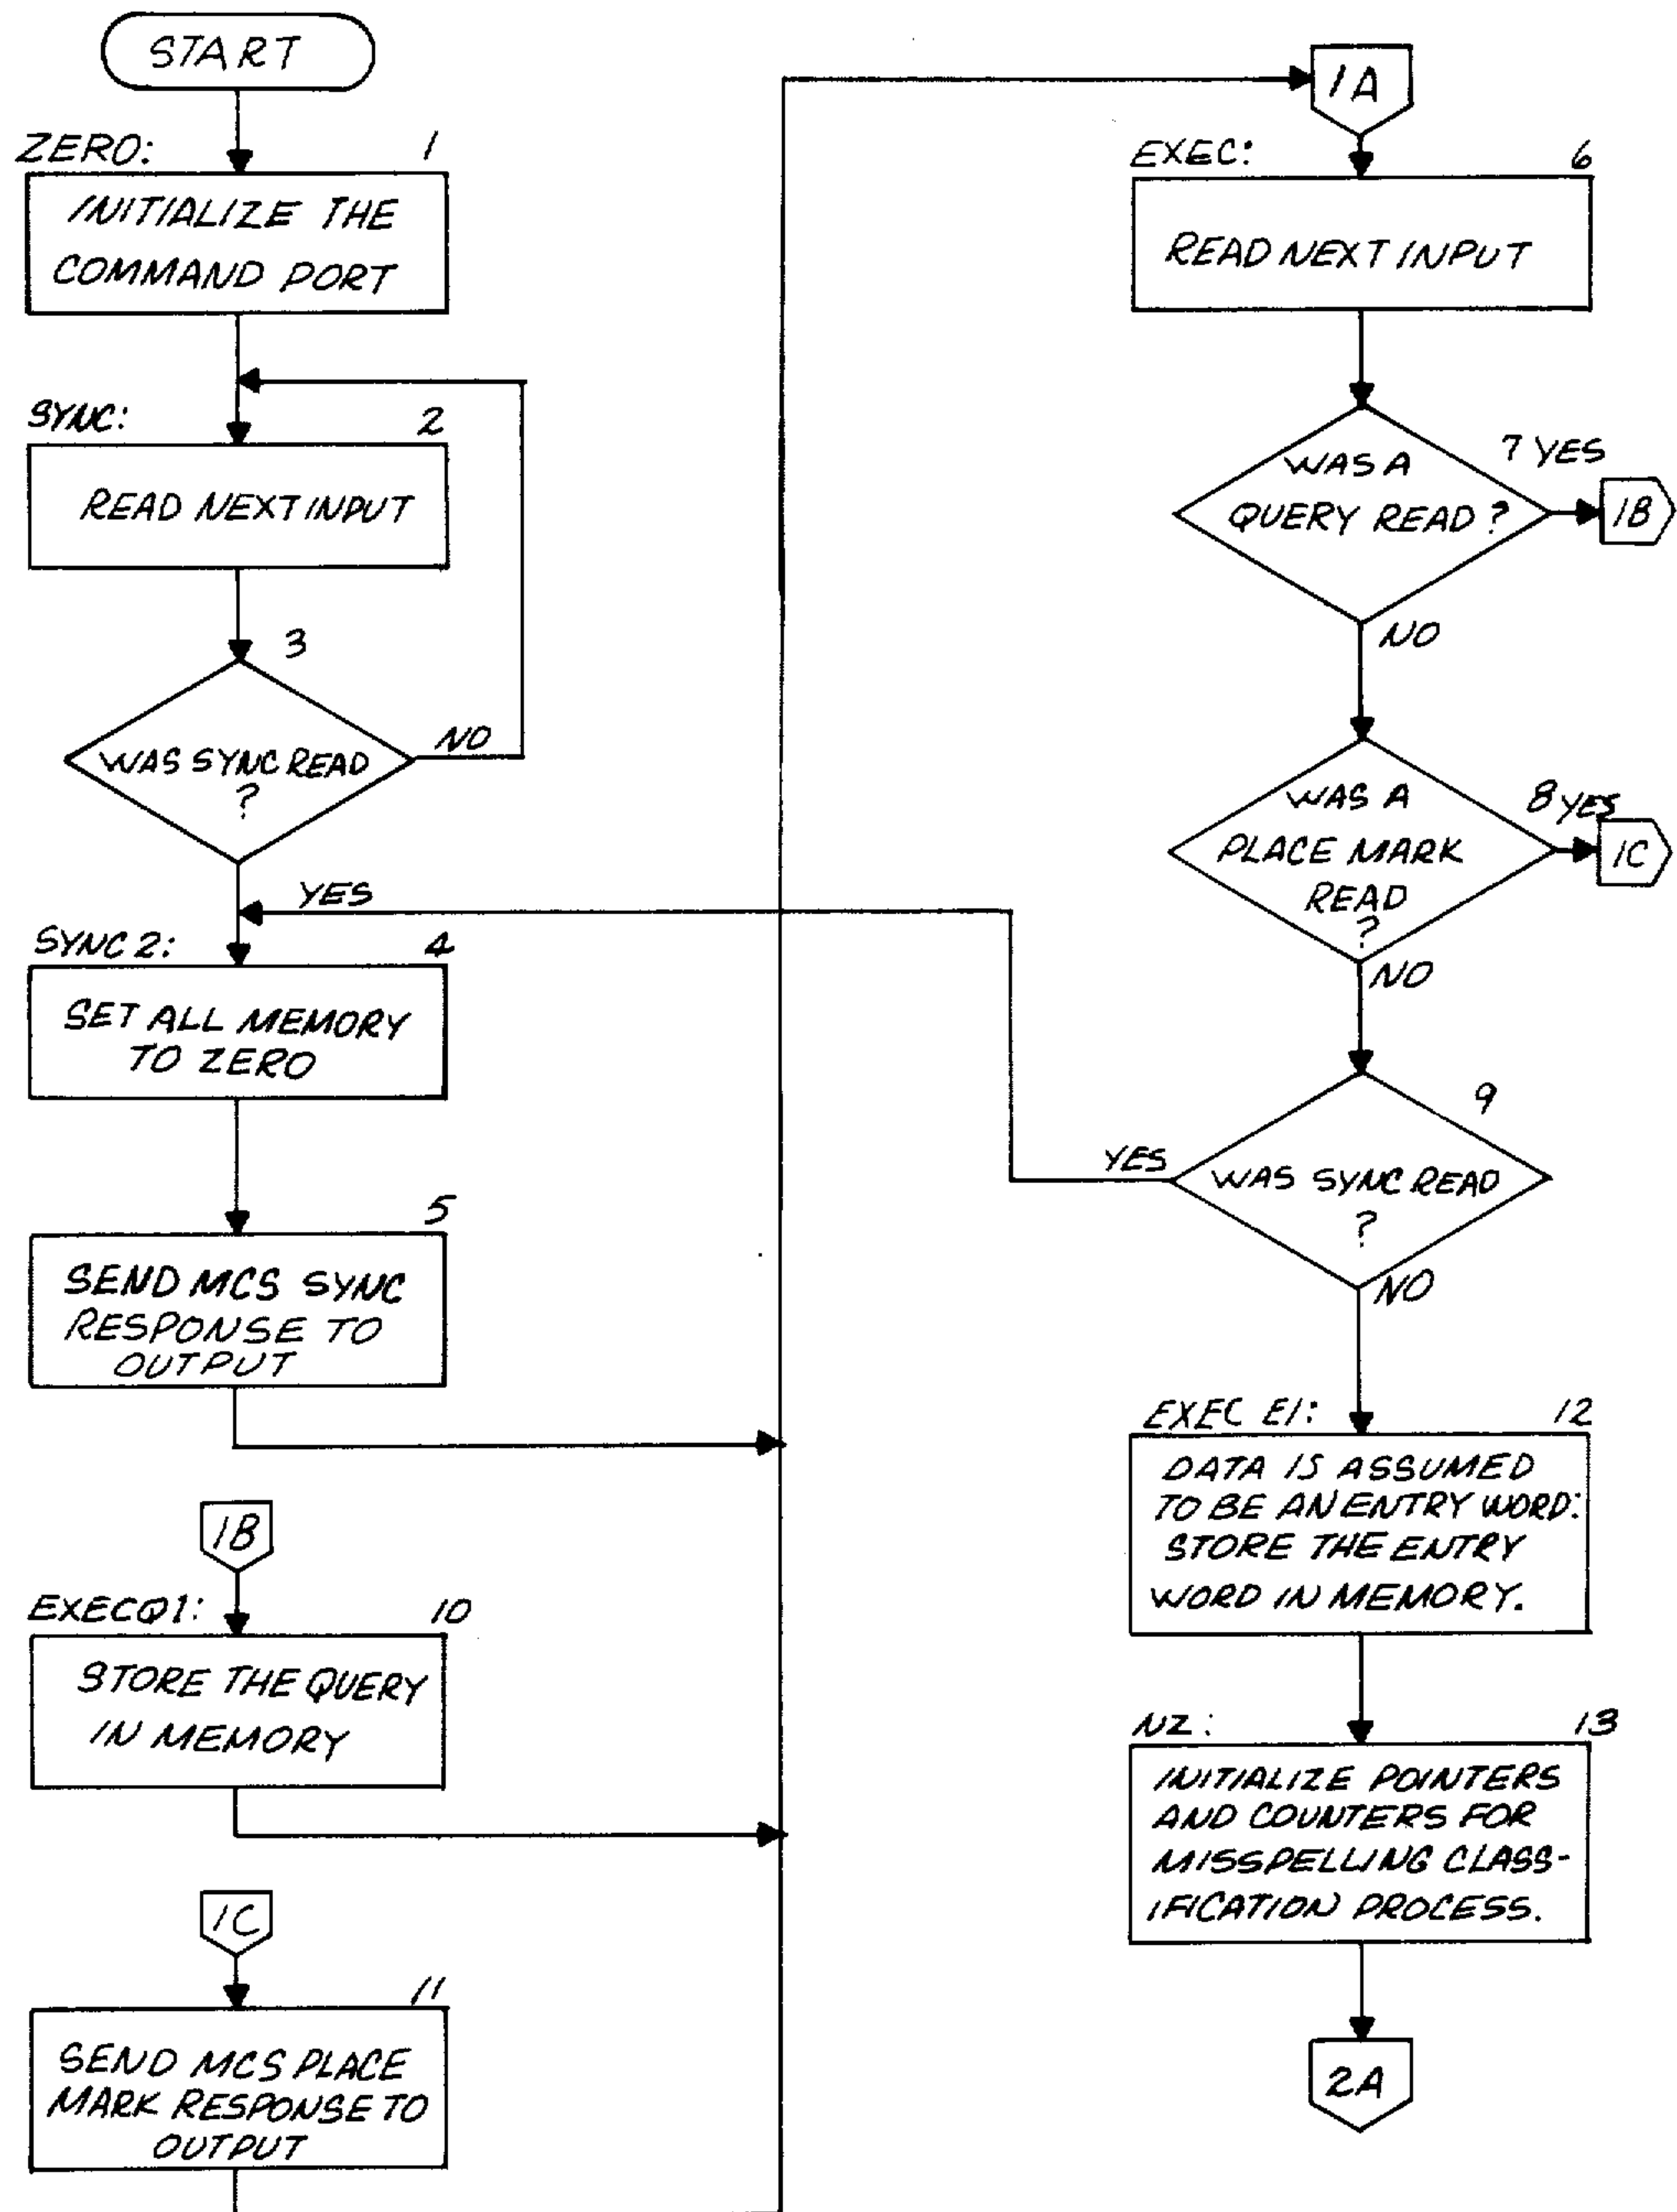 START
ZERO: 1
INITIALIZE THE
COMMAND PORT
SYNC: 2
READ NEXT INPUT
3
WAS SYNC READ
?
NO
YES
SYNC 2: 4
SET ALL MEMORY
TO ZERO
5
SEND MCS SYNC
RESPONSE TO
OUTPUT
1B
EXECQ1: 10
STORE THE QUERY
IN MEMORY
1C
11
SEND MCS PLACE
MARK RESPONSE TO
OUTPUT
1A
EXEC: 6
READ NEXT INPUT
WAS A
QUERY READ?
7 YES
1B
NO
WAS A
PLACE MARK
READ
?
8 YES
1C
NO
9
WAS SYNC READ
?
YES
NO
EXEC E1: 12
DATA IS ASSUMED
TO BE AN ENTRY WORD:
STORE THE ENTRY
WORD IN MEMORY.
NZ: 13
INITIALIZE POINTERS
AND COUNTERS FOR
MISSPELLING CLASS-
IFICATION PROCESS.
2A